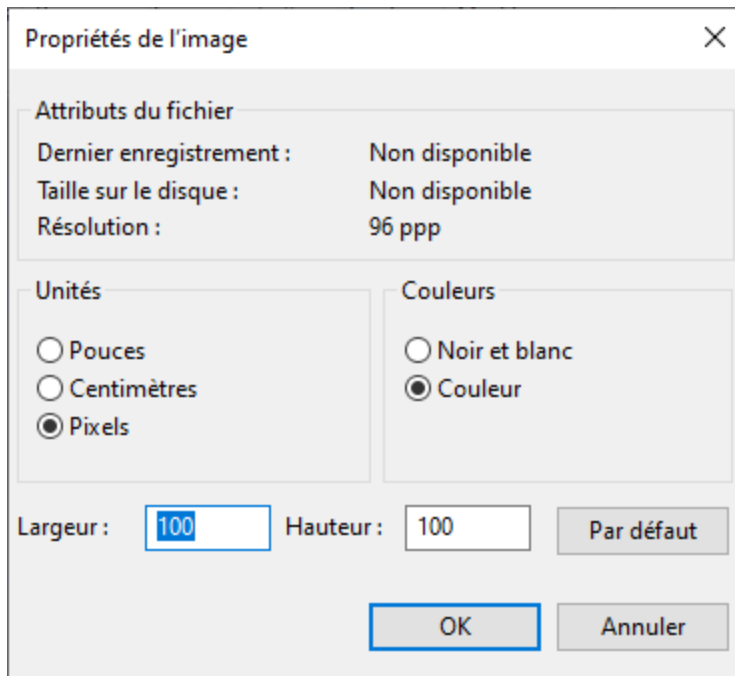 Propriétés de l’image
Attributs du fichier
Dernier enregistrement : Non disponible
Taille sur le disque : Non disponible
Résolution : 96 ppp
Unités
Pouces
Centimètres
Pixels
Couleurs
Noir et blanc
Couleur
Largeur : 100 Hauteur : 100 Par défaut
OK Annuler